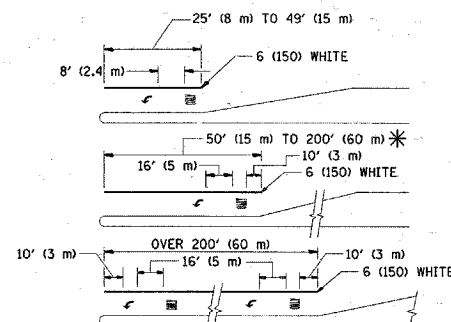 25' (8 m) TO 49' (15 m)
6 (150) WHITE
8' (2.4 m)
50' (15 m) TO 200' (60 m) *
16' (5 m)
10' (3 m)
6 (150) WHITE
OVER 200' (60 m)
10' (3 m)
16' (5 m)
10' (3 m)
6 (150) WHITE